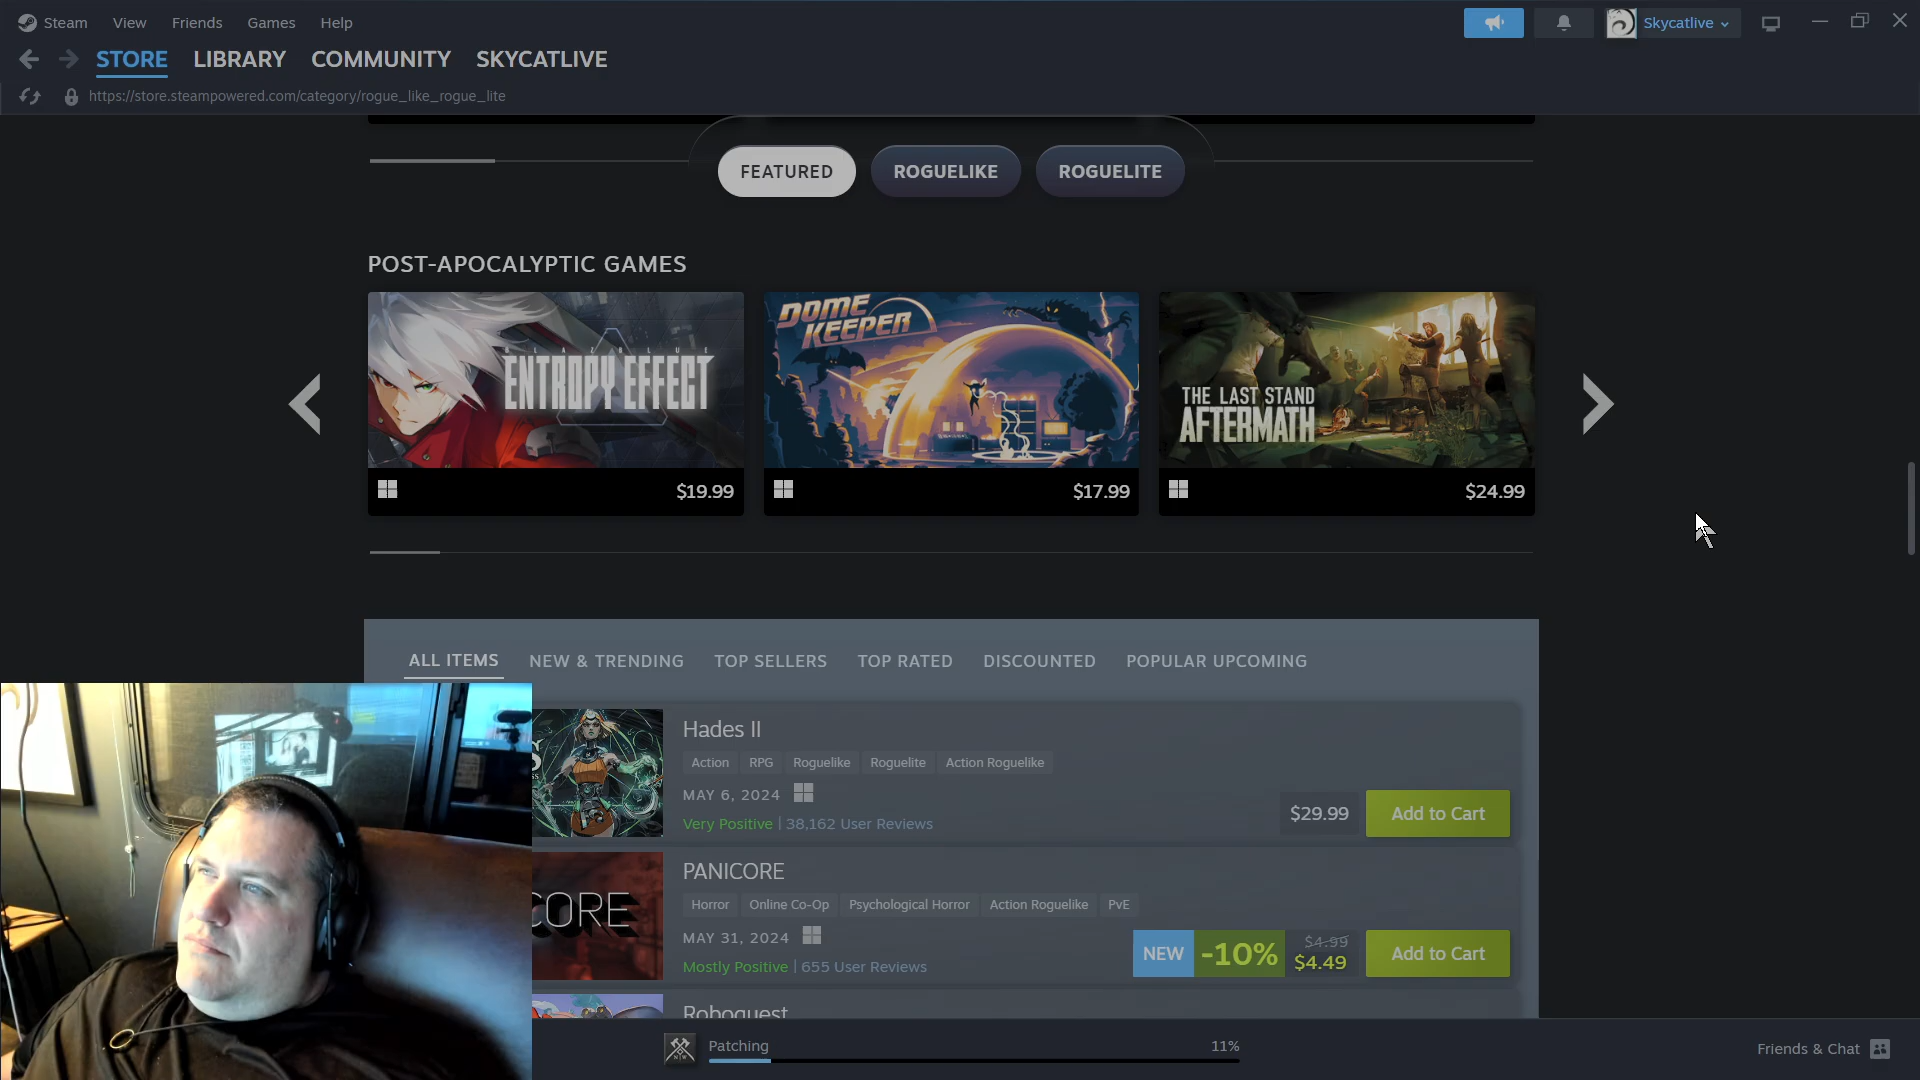 Steam View Friends Games Help
Skycatlive
STORE LIBRARY COMMUNITY SKYCATLIVE
https://store.steampowered.com/category/rogue_like_rogue_lite
FEATURED ROGUELIKE ROGUELITE
POST-APOCALYPTIC GAMES
BLAZBLUE
ENTROPY EFFECT
DOME
KEEPER
THE LAST STAND
AFTERMATH
$19.99 $17.99 $24.99
ALL ITEMS NEW & TRENDING TOP SELLERS TOP RATED DISCOUNTED POPULAR UPCOMING
Hades II
Action RPG Roguelike Roguelite Action Roguelike
MAY 6, 2024
$29.99 Add to Cart
Very Positive | 38,162 User Reviews
PANICORE
CORE
Horror Online Co-Op Psychological Horror Action Roguelike PvE
MAY 31, 2024
NEW -10% $4.99 $4.49 Add to Cart
Mostly Positive | 655 User Reviews
Roboquest
Patching 11%
Friends & Chat